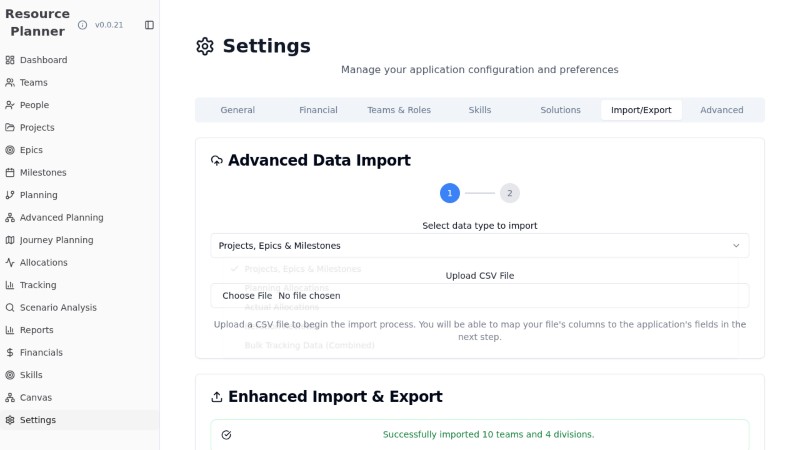 Resource Planner
v0.0.21
Dashboard
Teams
People
Projects
Epics
Milestones
Planning
Advanced Planning
Journey Planning
Allocations
Tracking
Scenario Analysis
Reports
Financials
Skills
Canvas
Settings
Settings
Manage your application configuration and preferences
General
Financial
Teams & Roles
Skills
Solutions
Import/Export
Advanced
Advanced Data Import
1
2
Select data type to import
Projects, Epics & Milestones
Projects, Epics & Milestones
Upload CSV File
Planning Allocations
Choose File No file chosen
Actual Allocations
Upload a CSV file to begin the import process. You will be able to map your file's columns to the application's fields in the
next step.
Bulk Tracking Data (Combined)
Enhanced Import & Export
Successfully imported 10 teams and 4 divisions.